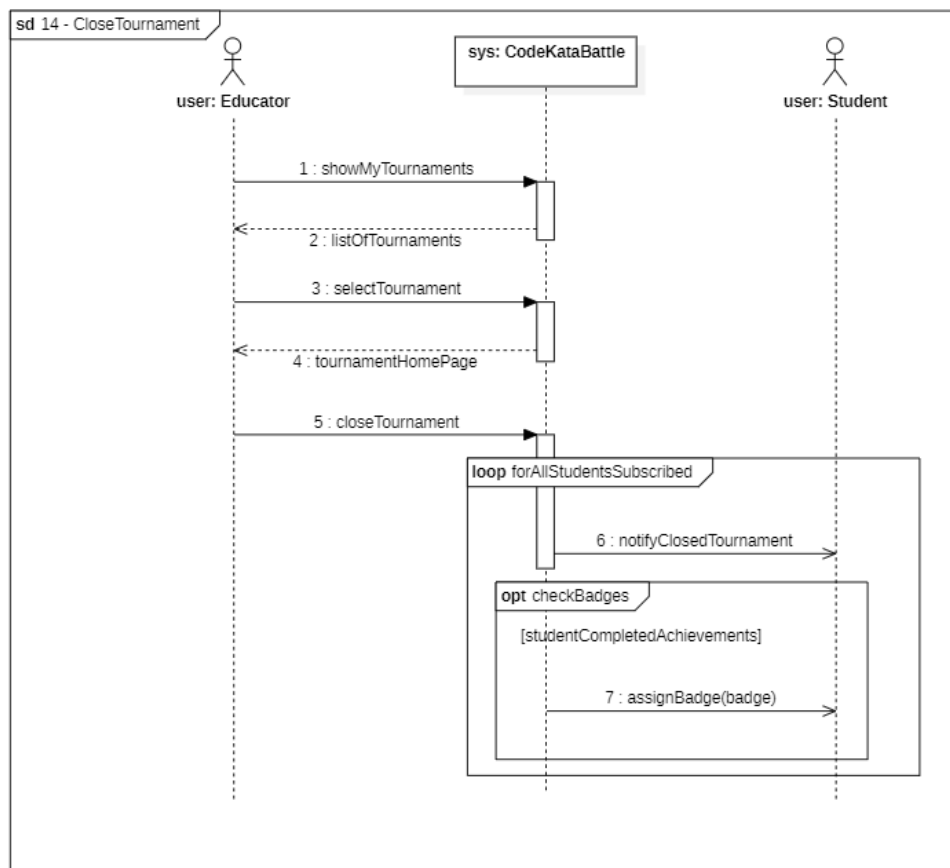 sd 14 - CloseTournament
user: Educator
sys: CodeKataBattle
user: Student
1 : showMyTournaments
2 : listOfTournaments
3 : selectTournament
4 : tournamentHomePage
5 : closeTournament
loop forAllStudentsSubscribed
6 : notifyClosedTournament
opt checkBadges
[studentCompletedAchievements]
7 : assignBadge(badge)